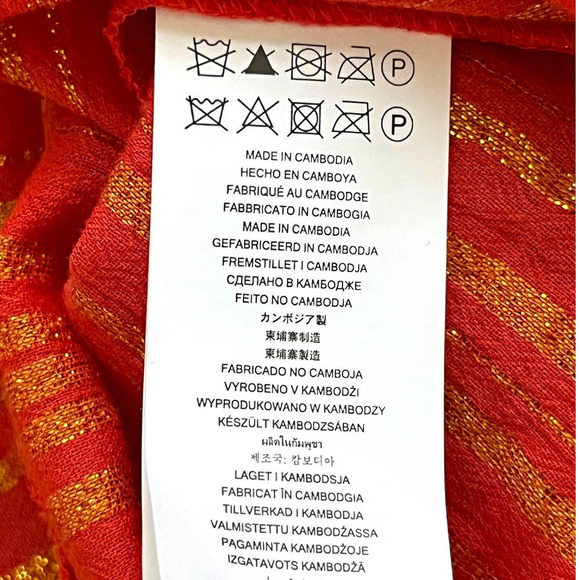 P
P
MADE IN CAMBODIA
HECHO EN CAMBOYA
FABRIQUÉ AU CAMBODGE
FABBRICATO IN CAMBOGIA
MADE IN CAMBODIA
GEFABRICEERD IN CAMBODJA
FREMSTILLET I CAMBODJA
СДЕЛАНО В КАМБОДЖЕ
FEITO NO CAMBODJA
カンボジア製
柬埔寨制造
柬埔寨製造
FABRICADO NO CAMBOJA
VYROBENO V KAMBODŽI
WYPRODUKOWANO W KAMBODŻY
KÉSZÜLT KAMBODZSÁBAN
ผลิตในกัมพูชา
제조국: 캄보디아
LAGET I KAMBODSJA
FABRICAT ÎN CAMBODGIA
TILLVERKAD I KAMBODJA
VALMISTETTU KAMBODŽASSA
PAGAMINTA KAMBODŽOJE
IZGATAVOTS KAMBODŽĀ